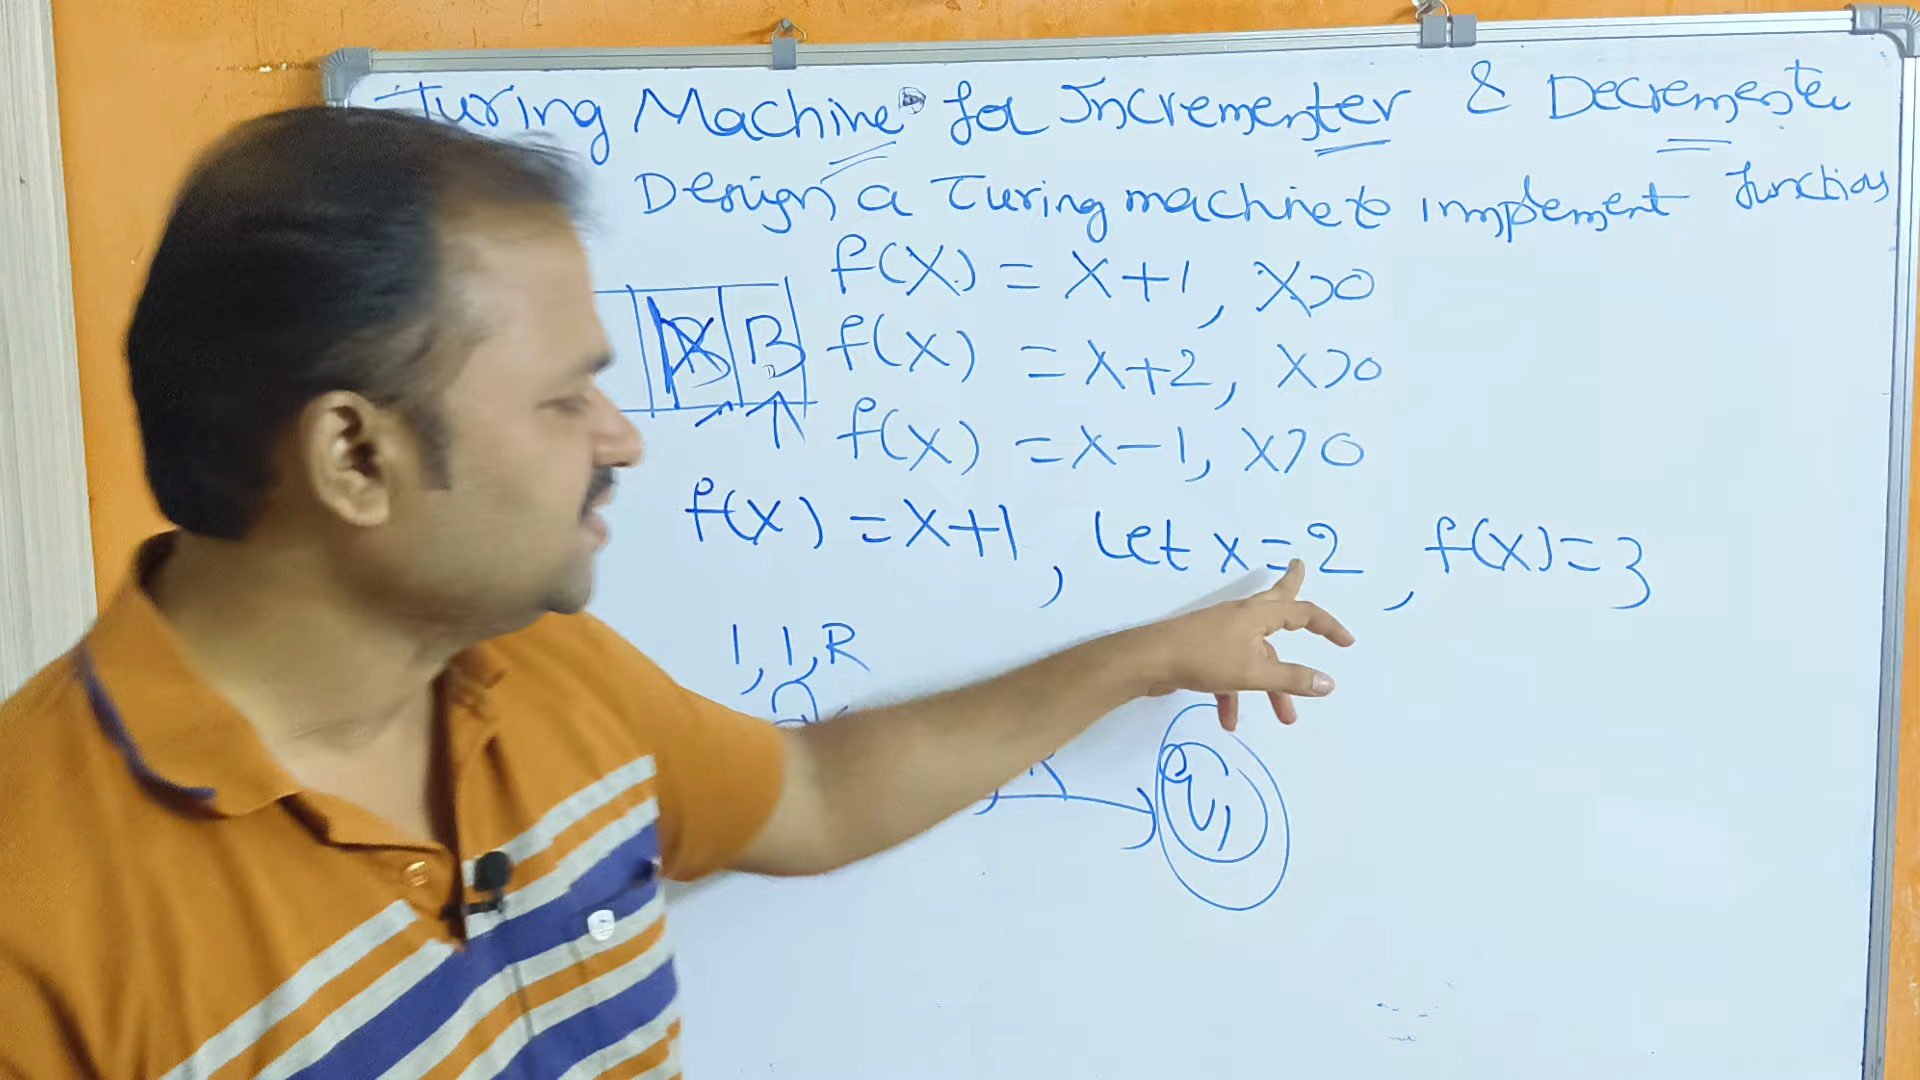 Turing Machine for Incrementer & Decrementer
Design a Turing machine to implement functions
f(x) = x+1, x>0
B B f(x) = x+2, x>0
f(x) = x-1, x>0
f(x) = x+1, Let x=2, f(x)=3
1,1,R
q1